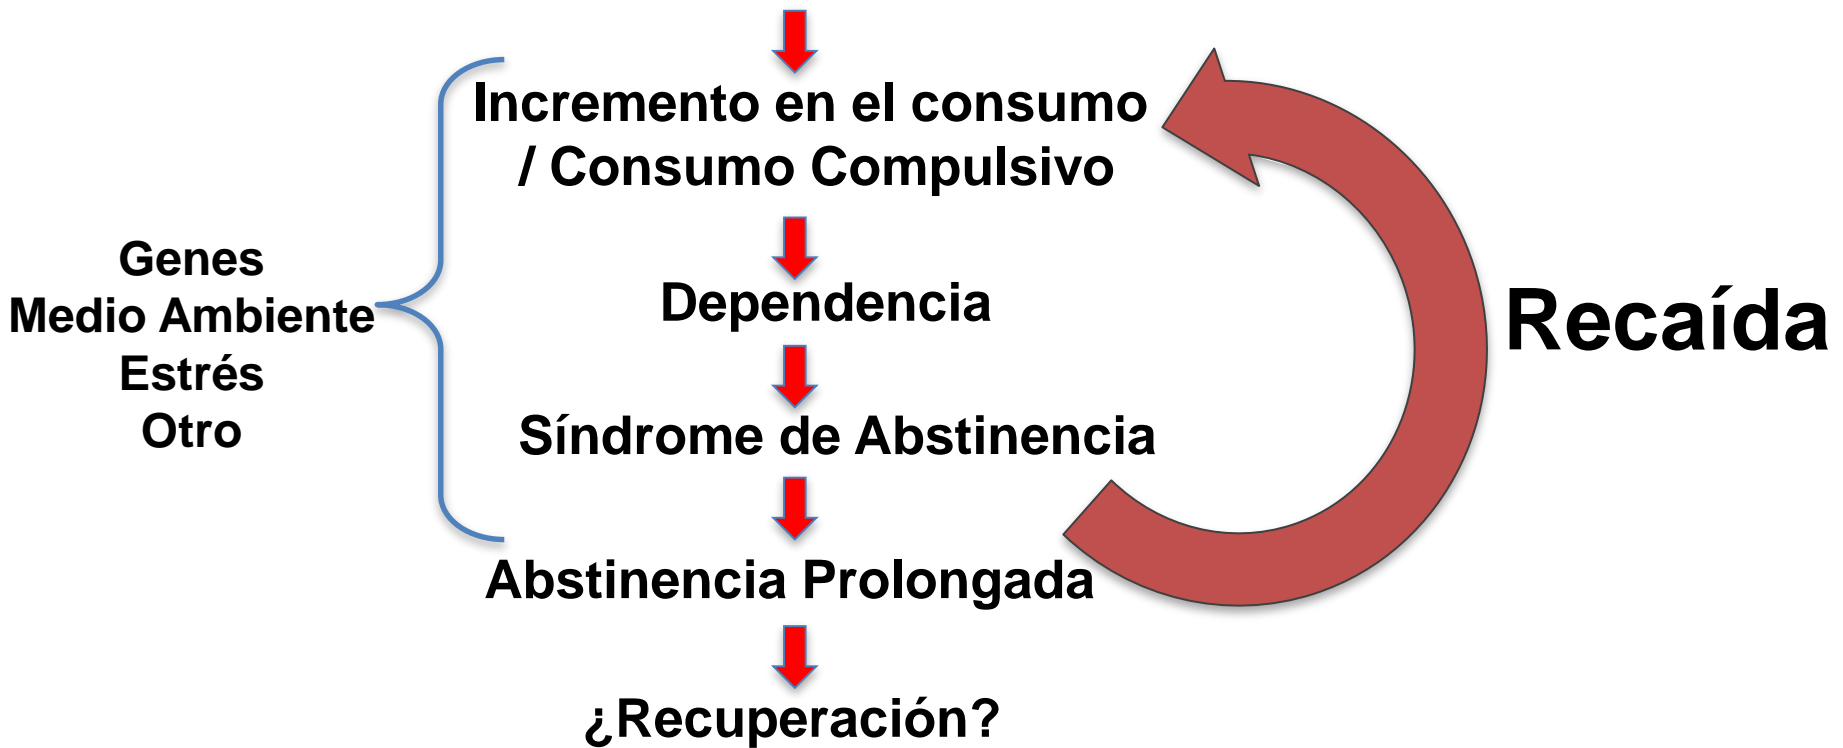 Incremento en el consumo
/ Consumo Compulsivo
Genes
Medio Ambiente
Estrés
Otro
Dependencia
Recaída
Síndrome de Abstinencia
Abstinencia Prolongada
¿Recuperación?